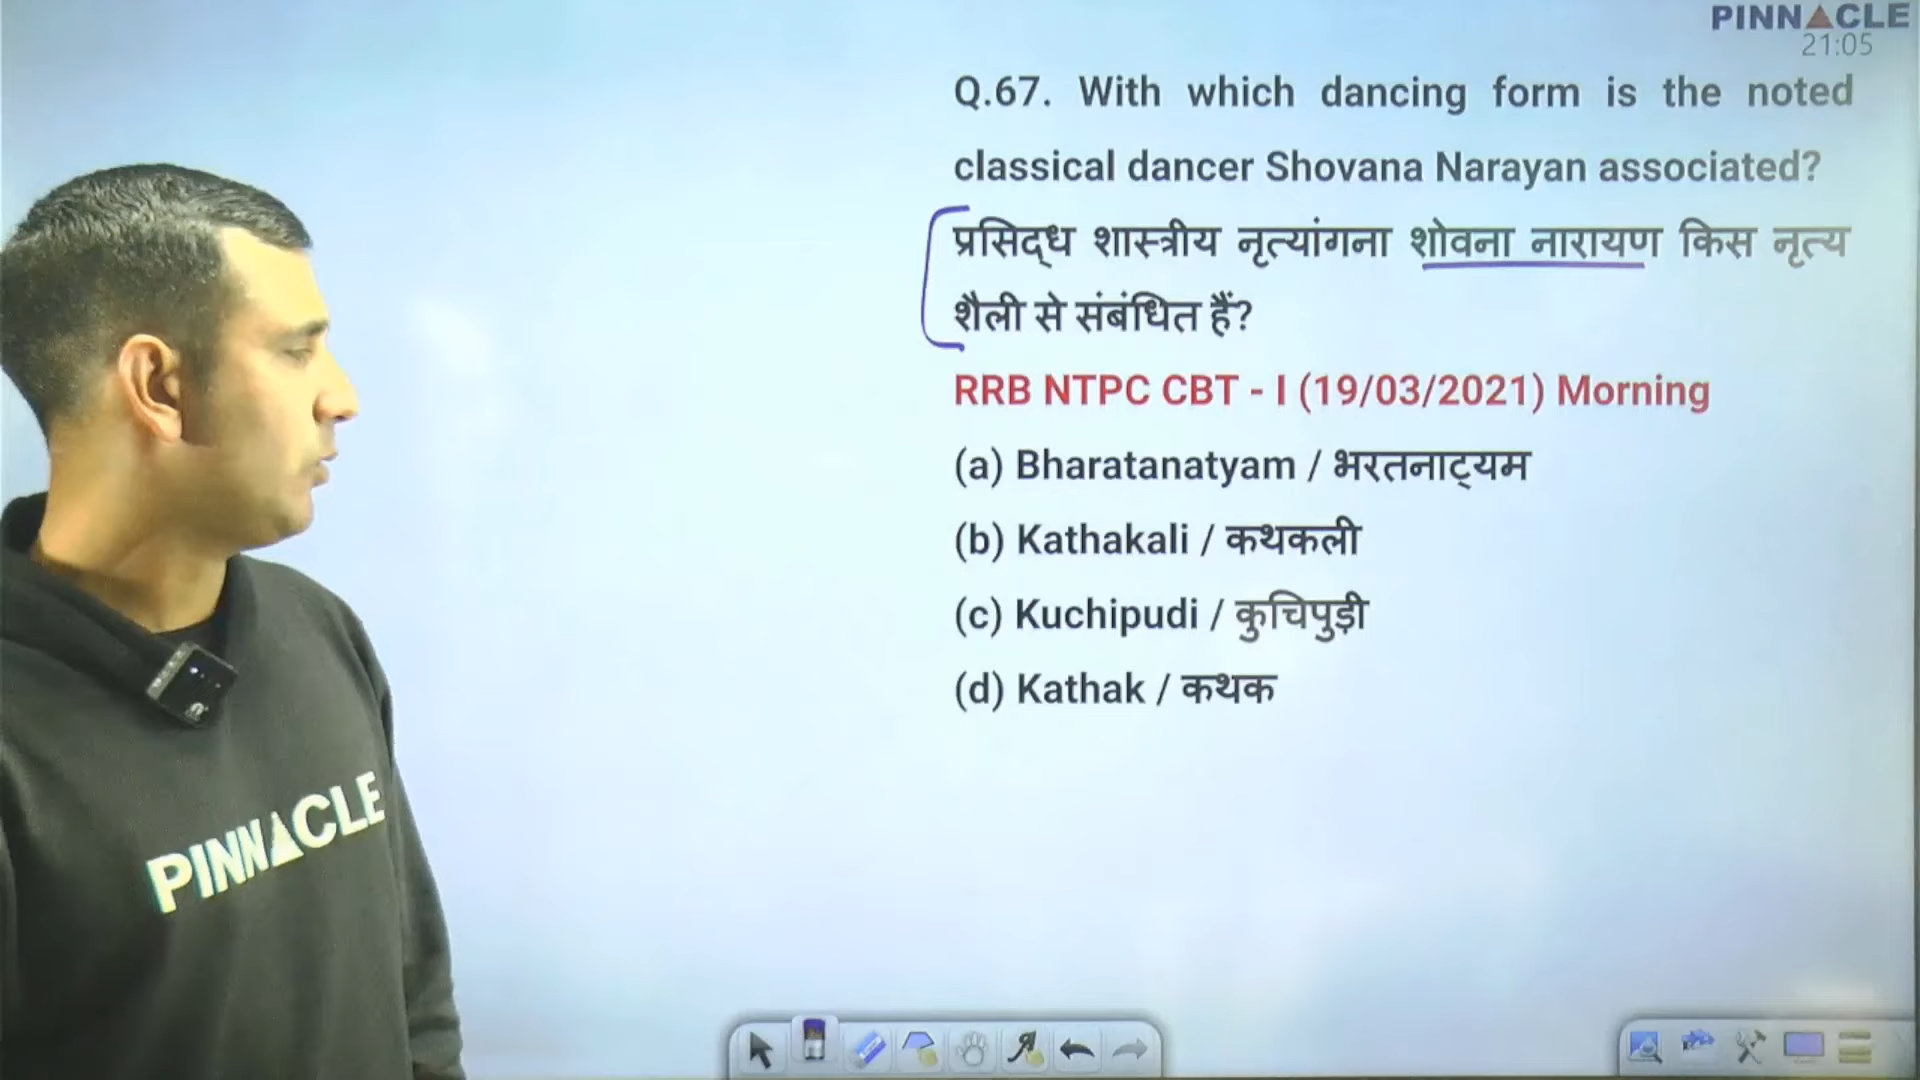 PINNACLE
21:05
Q.67. With which dancing form is the noted
classical dancer Shovana Narayan associated?
प्रसिद्ध शास्त्रीय नृत्यांगना शोवना नारायण किस नृत्य
शैली से संबंधित हैं?
RRB NTPC CBT - I (19/03/2021) Morning
(a) Bharatanatyam / भरतनाट्यम
(b) Kathakali / कथकली
(c) Kuchipudi / कुचिपुड़ी
(d) Kathak / कथक
PINNACLE